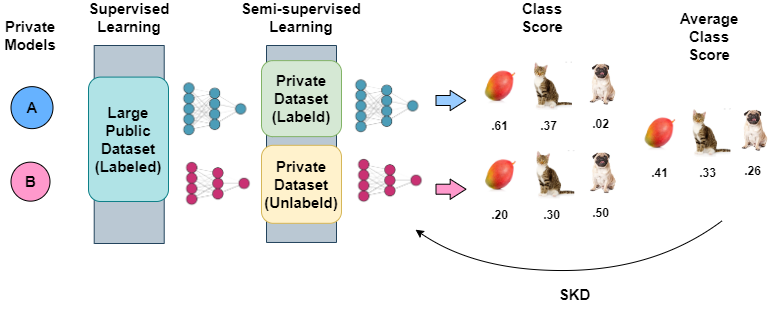 Private
Models
Supervised
Learning
Semi-supervised
Learning
Class
Score
Average
Class
Score
A
B
Large
Public
Dataset
(Labeled)
Private
Dataset
(Labeld)
Private
Dataset
(Unlabeld)
.61 .37 .02
.20 .30 .50
.41 .33 .26
SKD